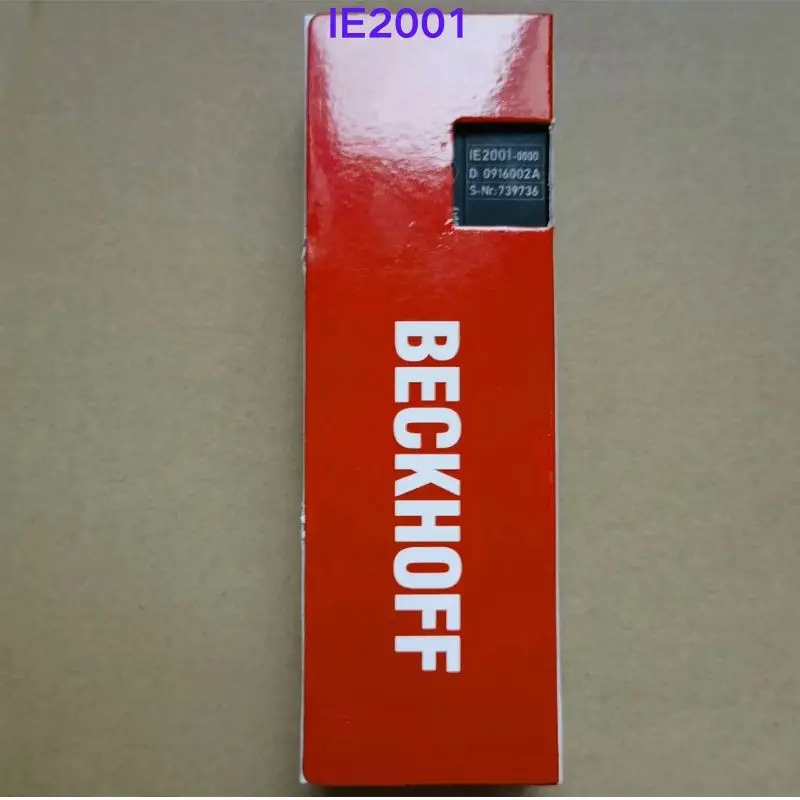 IE2001
IE2001-0000
D 0916002A
S-Nr:739736
BECKHOFF